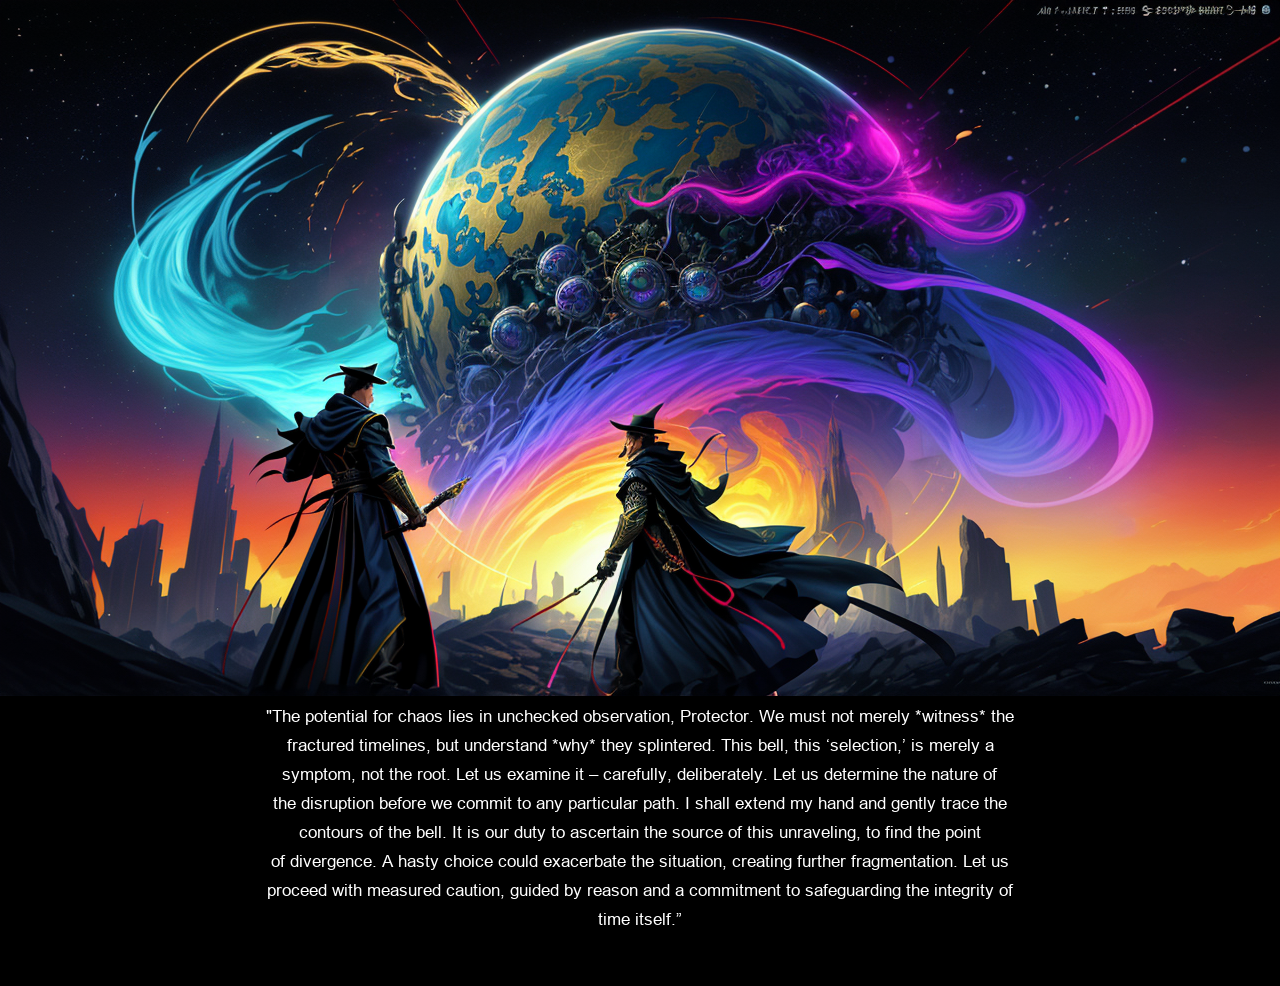 "The potential for chaos lies in unchecked observation, Protector. We must not merely *witness* the
fractured timelines, but understand *why* they splintered. This bell, this ‘selection,’ is merely a
symptom, not the root. Let us examine it – carefully, deliberately. Let us determine the nature of
the disruption before we commit to any particular path. I shall extend my hand and gently trace the
contours of the bell. It is our duty to ascertain the source of this unraveling, to find the point
of divergence. A hasty choice could exacerbate the situation, creating further fragmentation. Let us
proceed with measured caution, guided by reason and a commitment to safeguarding the integrity of
time itself.”